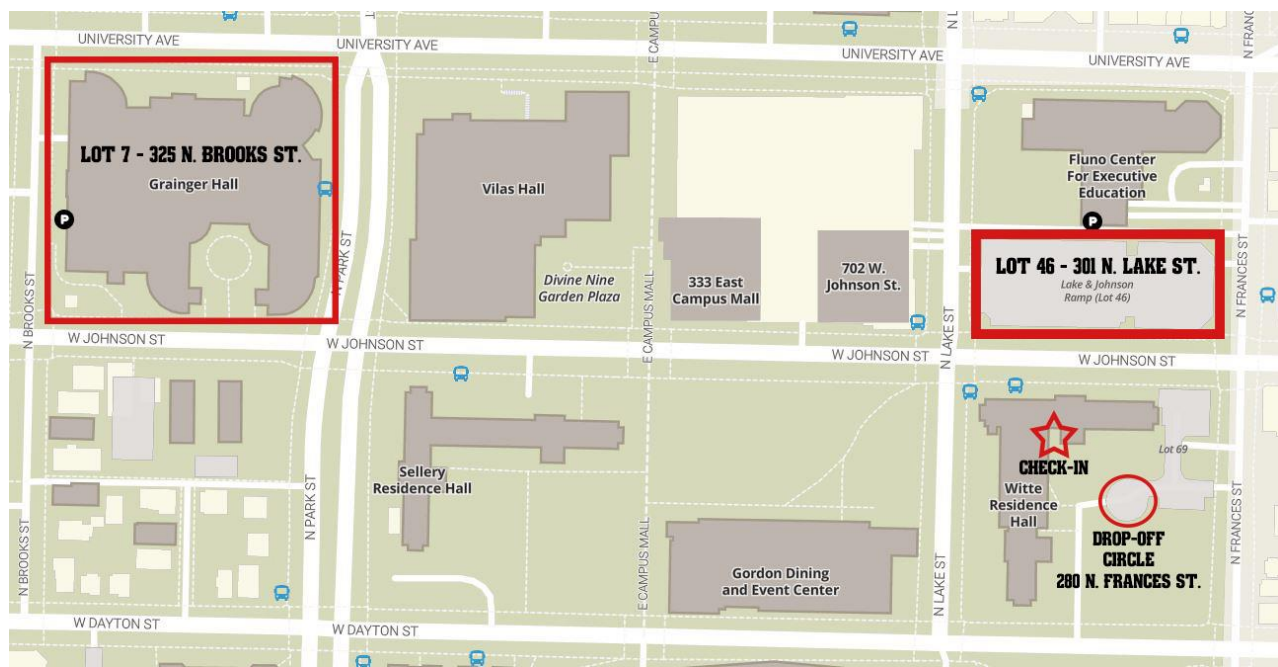 UNIVERSITY AVE
UNIVERSITY AVE
UNIVERSITY AVE
UNIVERSITY AVE
E CAMPUS MALL
N FRANCES ST
LOT 7 - 325 N. BROOKS ST.
Grainger Hall
P
N BROOKS ST
N PARK ST
Vilas Hall
Divine Nine
Garden Plaza
E CAMPUS MALL
333 East
Campus Mall
702 W.
Johnson St.
N LAKE ST
Fluno Center
For Executive
Education
P
LOT 46 - 301 N. LAKE ST.
Lake & Johnson
Ramp (Lot 46)
N FRANCES ST
W JOHNSON ST
W JOHNSON ST
W JOHNSON ST
W JOHNSON ST
Sellery
Residence Hall
N BROOKS ST
N PARK ST
E CAMPUS MALL
Gordon Dining
and Event Center
N LAKE ST
CHECK-IN
Witte
Residence
Hall
Lot 69
DROP-OFF
CIRCLE
280 N. FRANCES ST.
N FRANCES ST
W DAYTON ST
W DAYTON ST